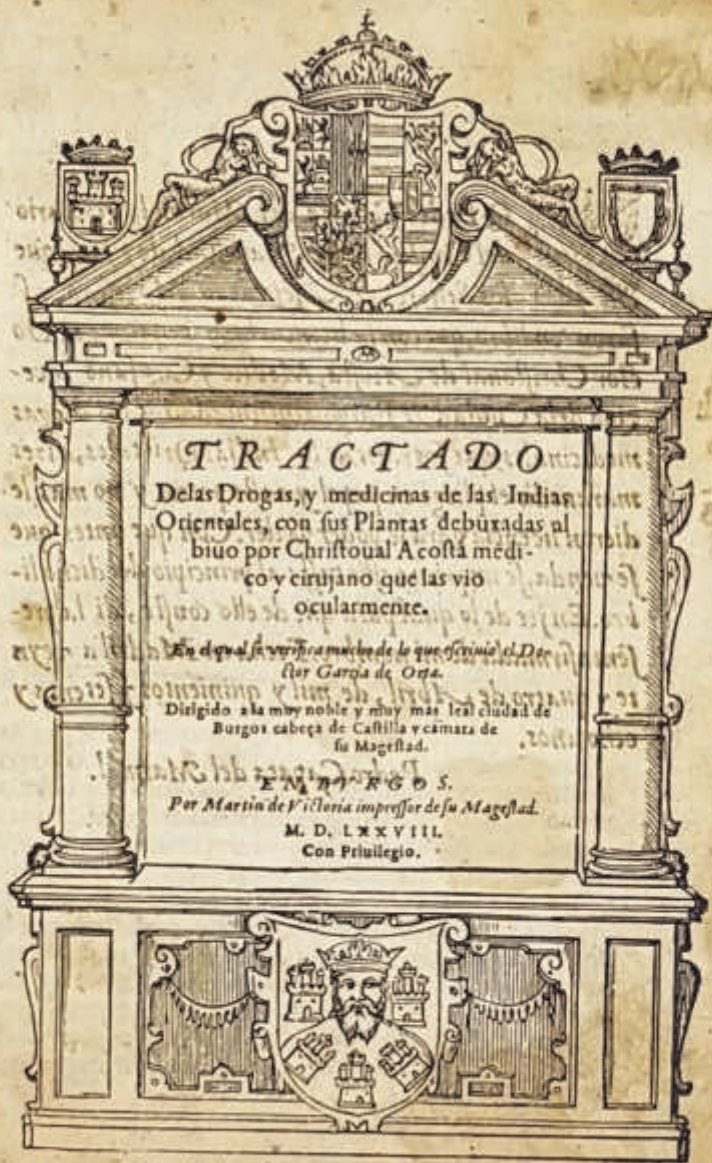 TRACTADO
Delas Drogas, y medicinas de las Indias
Orientales, con sus Plantas debuxadas al
biuo por Christoual Acosta medi-
co y cirujano que las vio
ocularmente.
En el qual se verifica mucho de lo que escriuio el Do-
ctor Garcia de Orta.
Dirigido a la muy noble y muy mas leal ciudad de
Burgos cabeça de Castilla y camara de
su Magestad.
EN BVRGOS.
Por Martin de Victoria impressor de su Magestad.
M. D. LXXVIII.
Con Priuilegio.